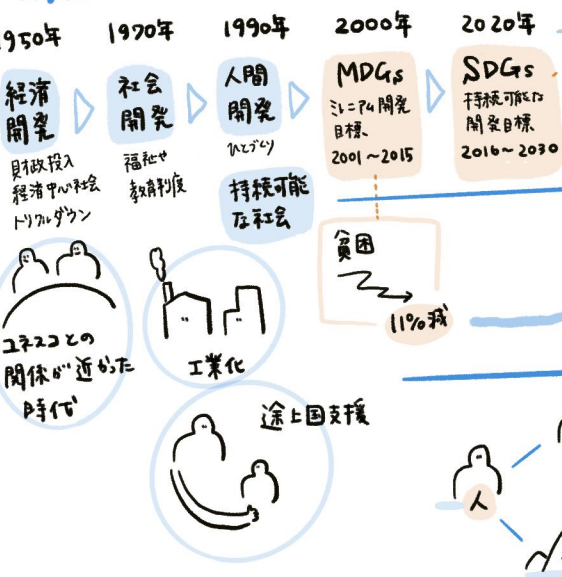 1950年
1970年
1990年
2000年
2020年
経済
開発
財政投入
経済中心社会
トリクルダウン
社会
開発
福祉や
教育制度
人間
開発
ひとづくり
持続可能
な社会
MDGs
ミレニアム開発
目標、
2001～2015
SDGs
持続可能な
開発目標
2016～2030
貧困
11%減
ユネスコとの
関係が近かった
時代
工業化
途上国支援
人